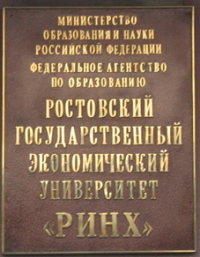 МИНИСТЕРСТВО
ОБРАЗОВАНИЯ И НАУКИ
РОССИЙСКОЙ ФЕДЕРАЦИИ
ФЕДЕРАЛЬНОЕ АГЕНТСТВО
ПО ОБРАЗОВАНИЮ
РОСТОВСКИЙ
ГОСУДАРСТВЕННЫЙ
ЭКОНОМИЧЕСКИЙ
УНИВЕРСИТЕТ
«РИНХ»